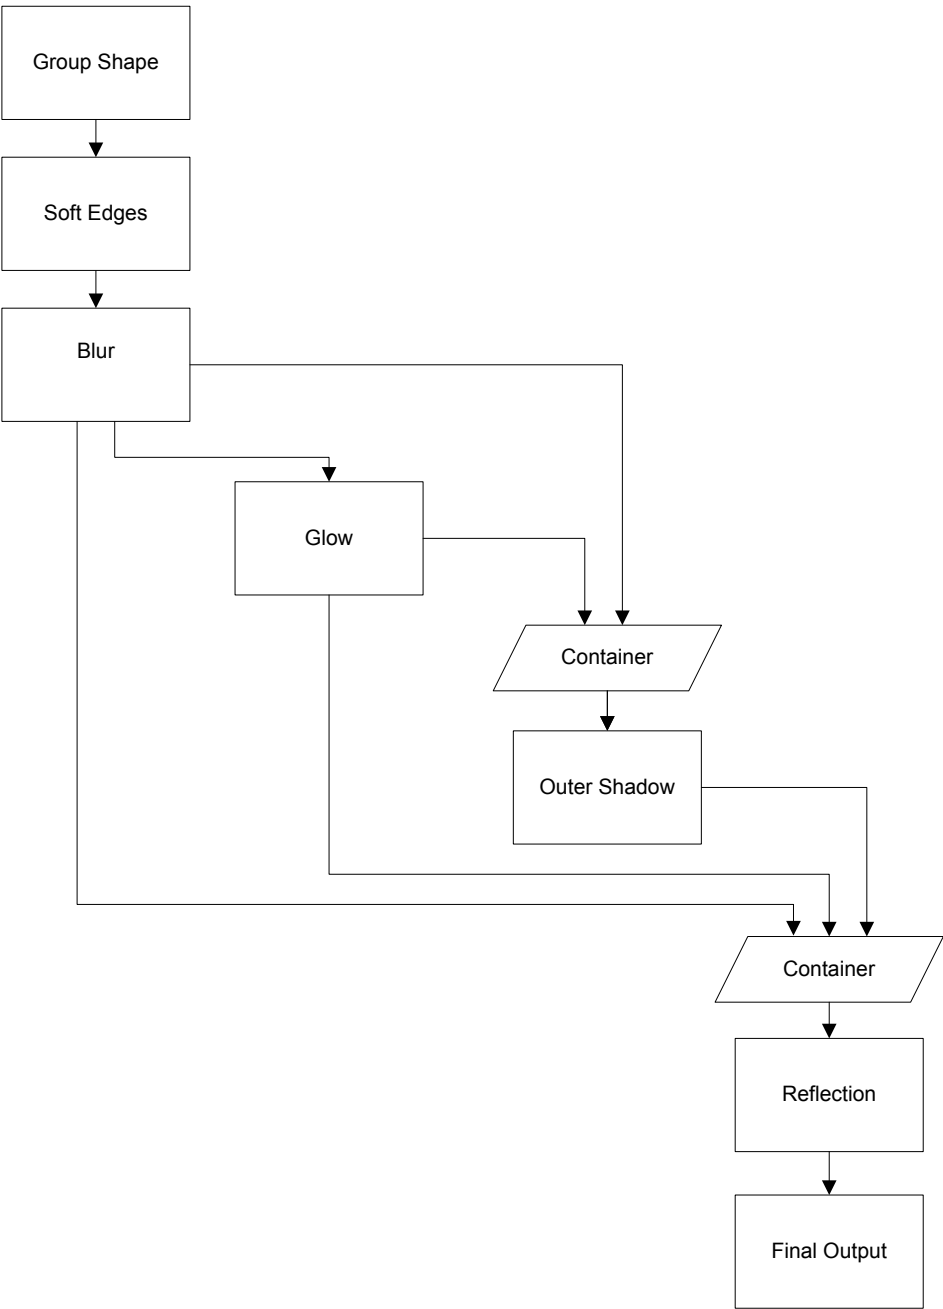 Group Shape
Soft Edges
Blur
Glow
Container
Outer Shadow
Container
Reflection
Final Output